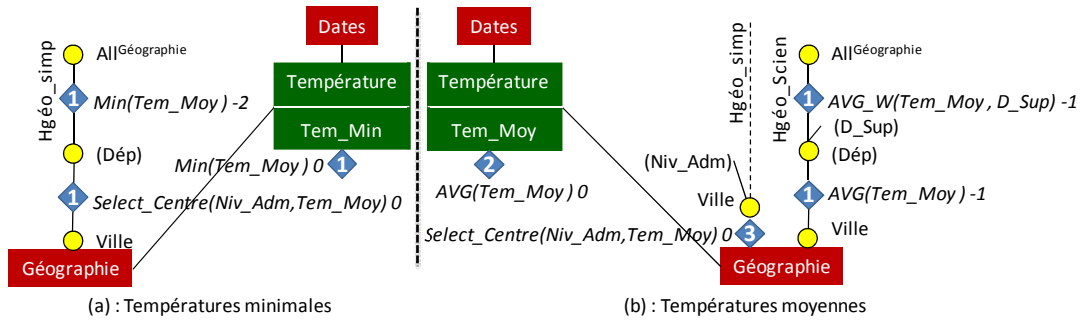 Dates
Température
Tem_Min
Min(Tem_Moy) 0
1
Hgéo_simp
All Géographie
1
Min(Tem_Moy ) -2
(Dép)
1
Select_Centre(Niv_Adm,Tem_Moy) 0
Ville
Géographie
(a) : Températures minimales
Dates
Température
Tem_Moy
2
AVG(Tem_Moy ) 0
Hgéo_simp
(Niv_Adm)
Ville
Select_Centre(Niv_Adm,Tem_Moy) 0
3
Hgéo_Scien
All Géographie
1
AVG_W(Tem_Moy , D_Sup) -1
(D_Sup)
(Dép)
1
AVG(Tem_Moy ) -1
Ville
Géographie
(b) : Températures moyennes